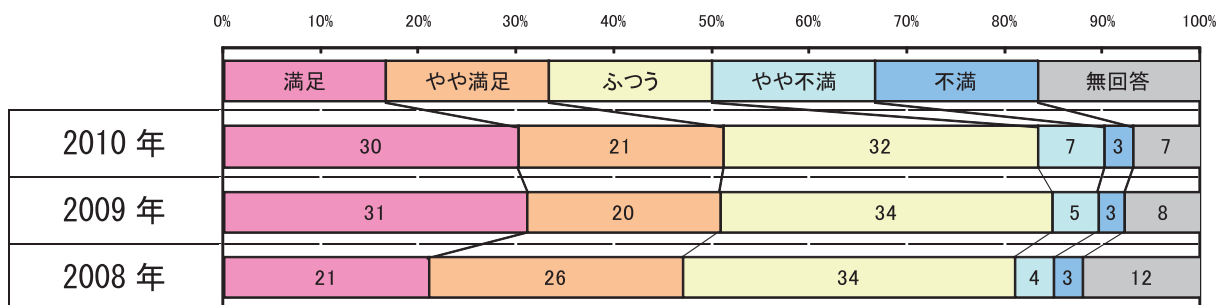 0% 10% 20% 30% 40% 50% 60% 70% 80% 90% 100%
満足 やや満足 ふつう やや不満 不満 無回答
2010 年 30 21 32 7 3 7
2009 年 31 20 34 5 3 8
2008 年 21 26 34 4 3 12